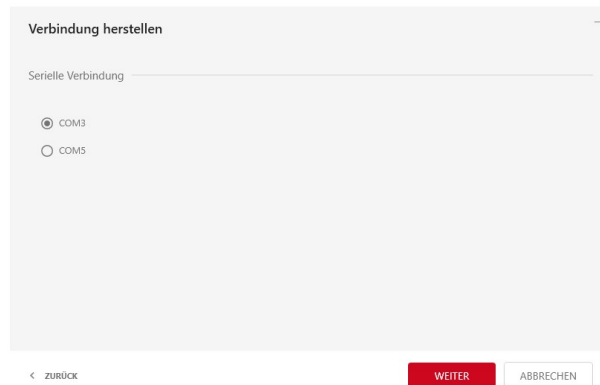 Verbindung herstellen
Serielle Verbindung
COM3
COM5
ZURÜCK
WEITER
ABBRECHEN